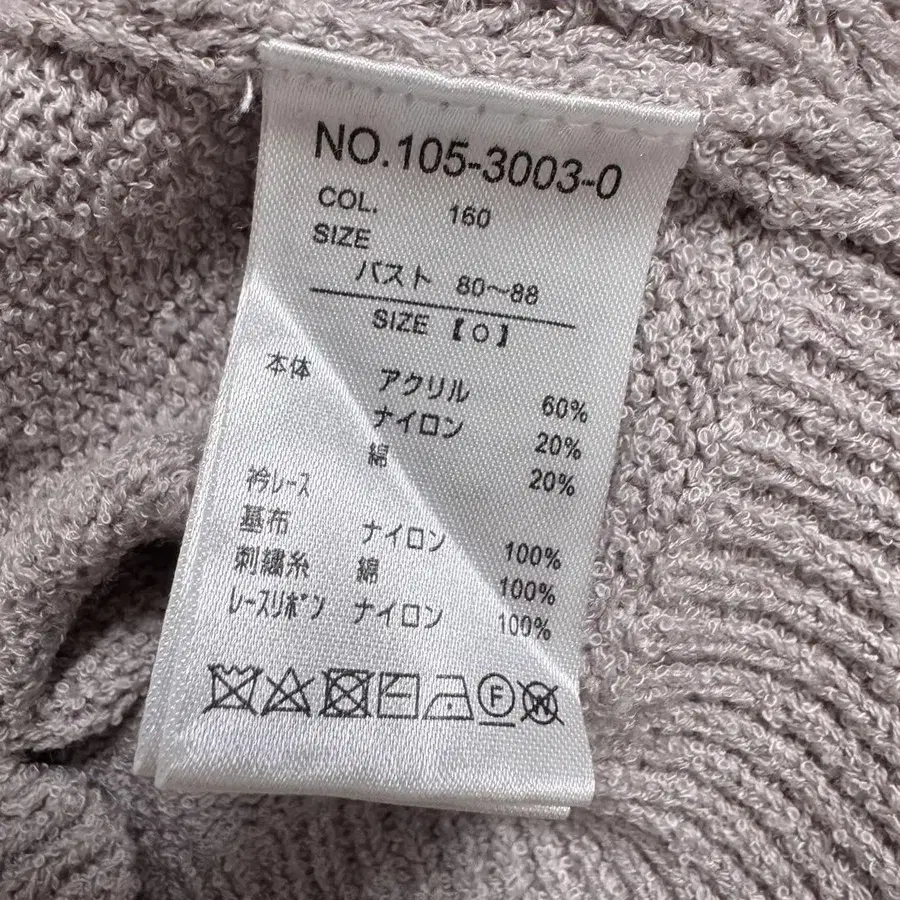 NO.105-3003-0
COL. 160
SIZE
バスト 80～88
SIZE 【O】
本体 アクリル 60%
ナイロン 20%
綿 20%
衿レース
基布 ナイロン 100%
刺繍糸 綿 100%
レースリボン ナイロン 100%
F W